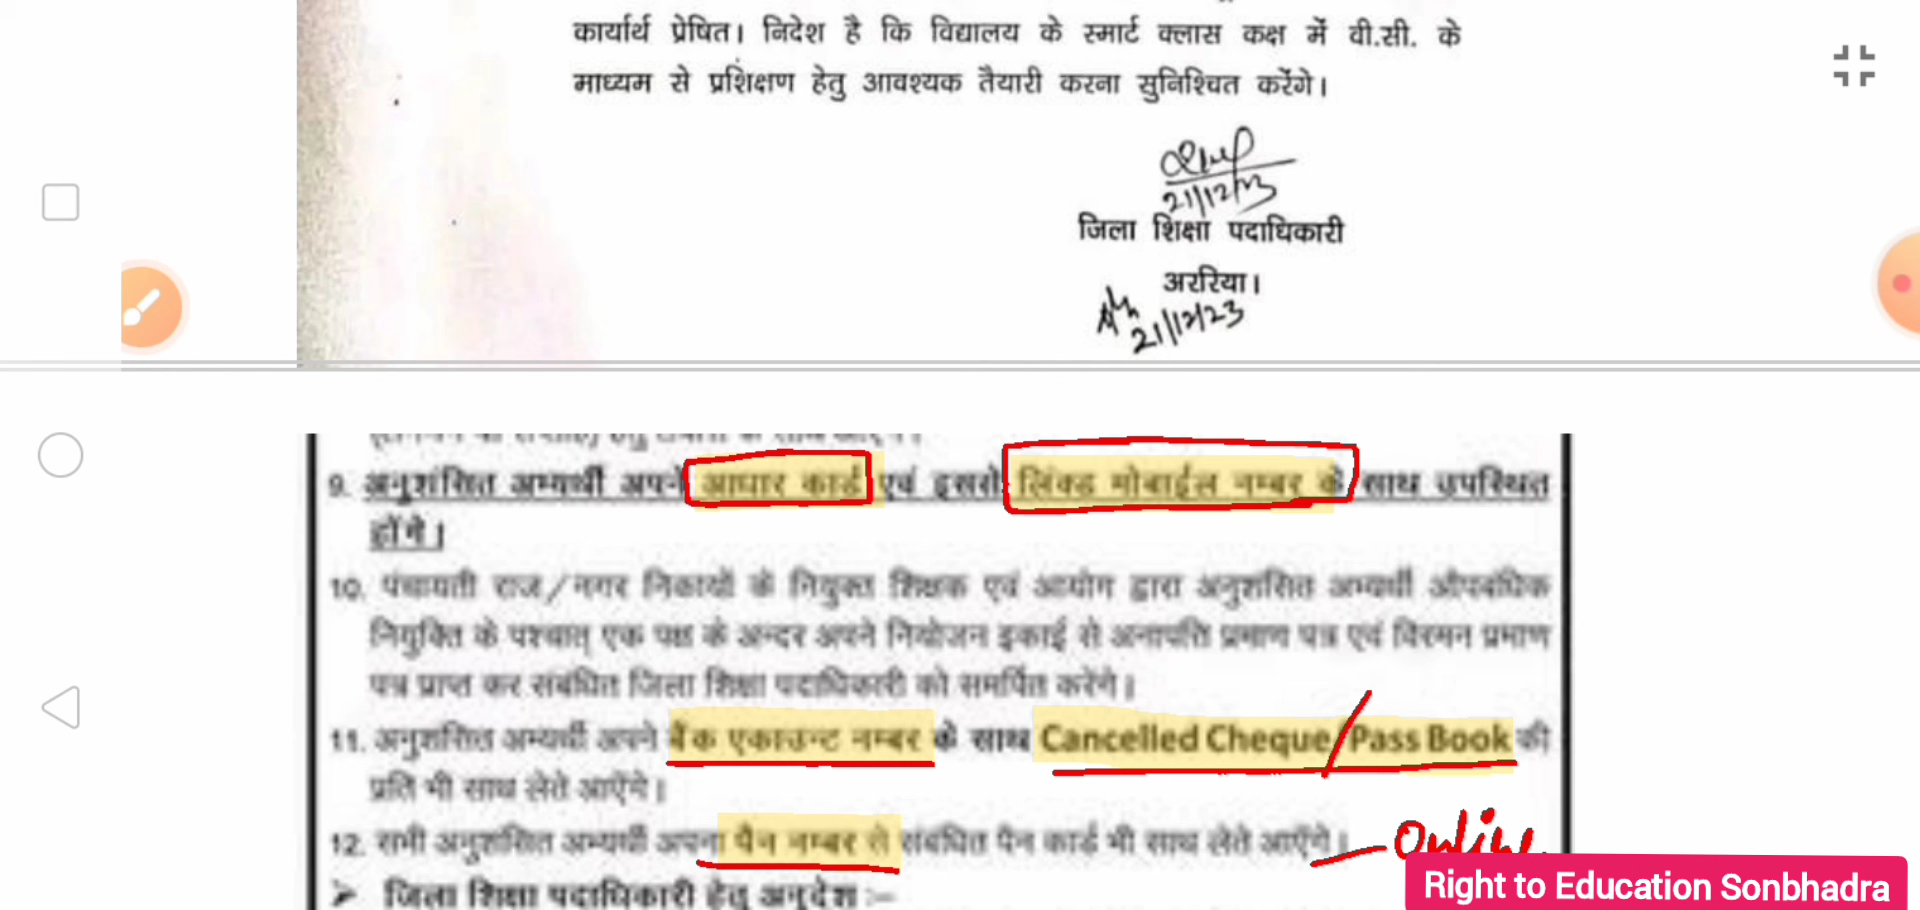 कार्यार्थ प्रेषित। निदेश है कि विद्यालय के स्मार्ट क्लास कक्ष में वी.सी. के
माध्यम से प्रशिक्षण हेतु आवश्यक तैयारी करना सुनिश्चित करेंगे।
21/12/23
जिला शिक्षा पदाधिकारी
अररिया।
21/12/23
9. अनुशंसित अभ्यर्थी अपने आधार कार्ड एवं इससे लिंक्ड मोबाईल नम्बर के साथ उपस्थित
होंगे।
10. पंचायती राज/नगर निकायों के नियुक्त शिक्षक एवं आयोग द्वारा अनुशंसित अभ्यर्थी औपबंधिक
नियुक्ति के पश्चात् एक पक्ष के अन्दर अपने नियोजन इकाई से अनापत्ति प्रमाण पत्र एवं विरमन प्रमाण
पत्र प्राप्त कर संबंधित जिला शिक्षा पदाधिकारी को समर्पित करेंगे।
11. अनुशंसित अभ्यर्थी अपने बैंक एकाउन्ट नम्बर के साथ Cancelled Cheque/Pass Book की
प्रति भी साथ लेते आऐंगे।
12. सभी अनुशंसित अभ्यर्थी अपना पैन नम्बर से संबंधित पैन कार्ड भी साथ लेते आऐंगे। - Online
➢ जिला शिक्षा पदाधिकारी हेतु अनुदेश :-
Right to Education Sonbhadra